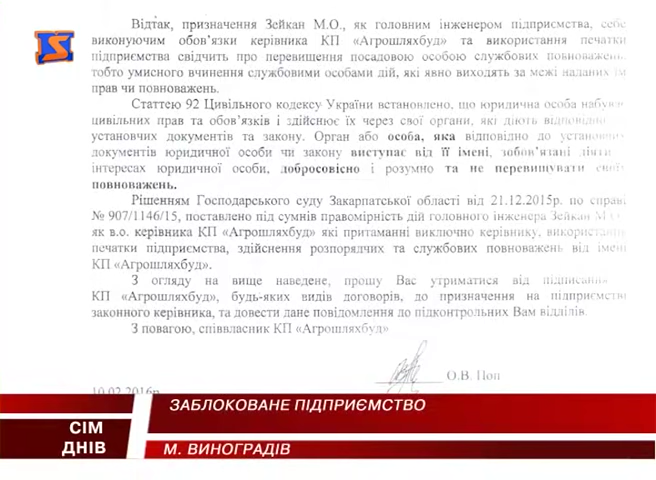 Відтак, призначення Зейкан М.О., як головним інженером підприємства, себе
виконуючим обов'язки керівника КП «Агрошляхбуд» та використання печатки
підприємства свідчить про перевищення посадовою особою службових повноважень,
тобто умисного вчинення службовими особами дій, які явно виходять за межі наданих їм
прав чи повноважень.
Статтею 92 Цивільного кодексу України встановлено, що юридична особа набуває
цивільних прав та обов'язків і здійснює їх через свої органи, які діють відповідно
установчих документів та закону. Орган або особа, яка відповідно до установчих
документів юридичної особи чи закону виступає від її імені, зобов'язані діяти
інтересах юридичної особи, добросовісно і розумно та не перевищувати своїх
повноважень.
Рішенням Господарського суду Закарпатської області від 21.12.2015р. по справі
№ 907/1146/15, поставлено під сумнів правомірність дій головного інженера Зейкан М.О.
як в.о. керівника КП «Агрошляхбуд» які притаманні виключно керівнику, використання
печатки підприємства, здійснення розпорядчих та службових повноважень від імені
КП «Агрошляхбуд».
З огляду на вище наведене, прошу Вас утриматися від підписання
КП «Агрошляхбуд», будь-яких видів договорів, до призначення на підприємстві
законного керівника, та довести дане повідомлення до підконтрольних Вам відділів.
З повагою, співвласник КП «Агрошляхбуд»
О.В. Поп
10.02.2016р.
ЗАБЛОКОВАНЕ ПІДПРИЄМСТВО
СІМ
ДНІВ
М. ВИНОГРАДІВ